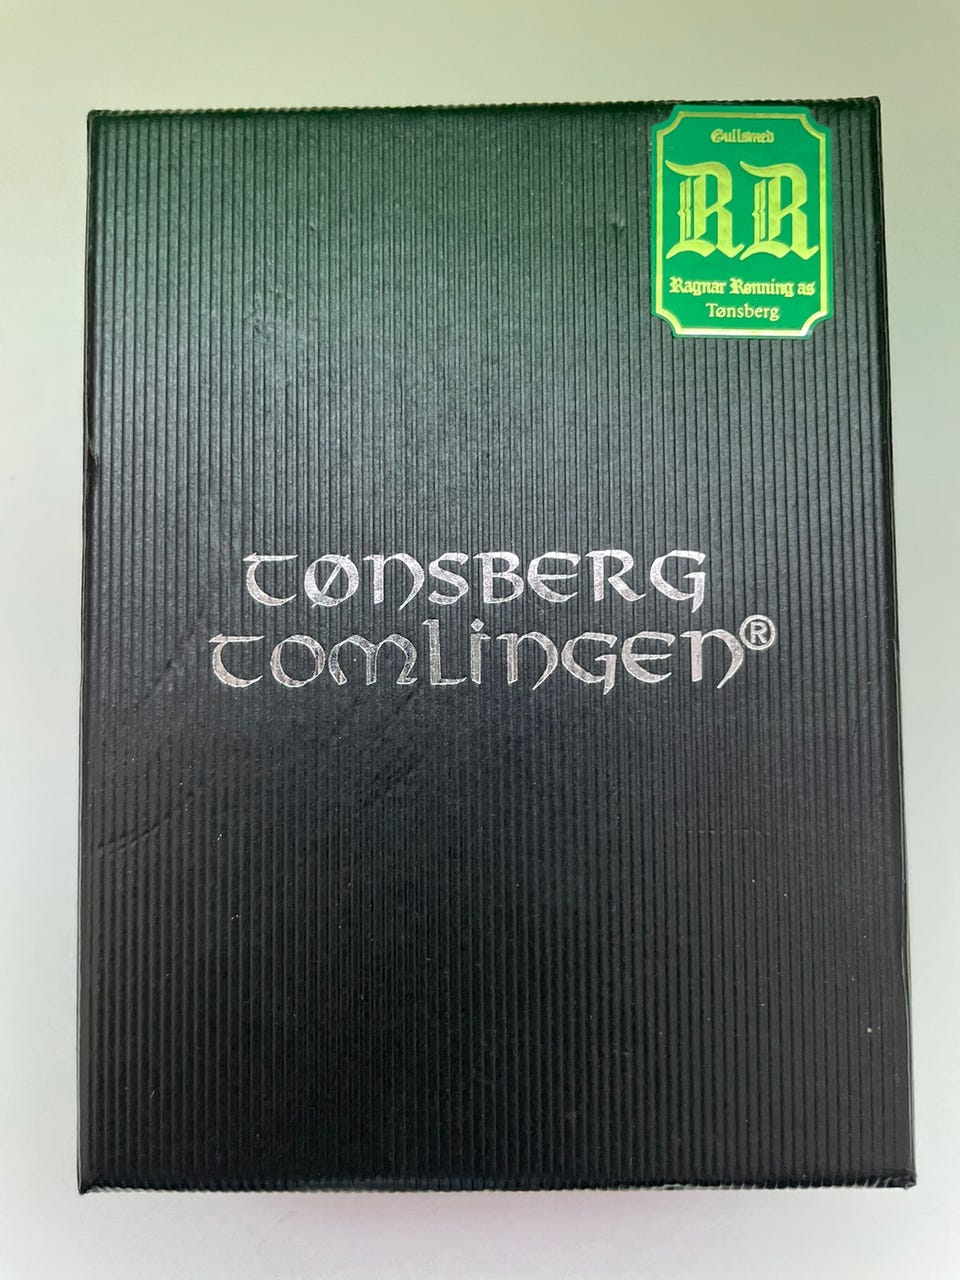 Gullsmed
RR
Ragnar Rønning as
Tønsberg
TØNSBERG
TOMLINGEN®